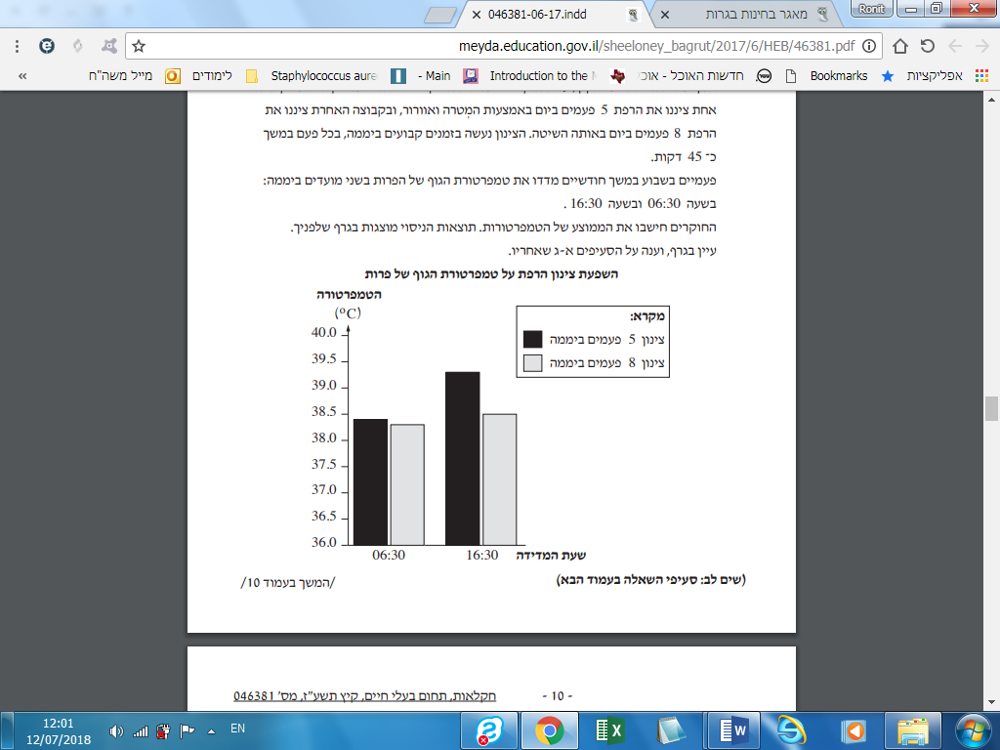 046381-06-17.indd
מאגר בחינות בגרות
Ronit
meyda.education.gov.il/sheeloney_bagrut/2017/6/HEB/46381.pdf
אפליקציות
Bookmarks
חדשות האוכל - אוכי
Introduction to the M
Main -
Staphylococcus aure
לימודים
מייל משה"ח
אחת ציננו את הרפת 5 פעמים ביום באמצעות המְטרה ואוורור, ובקבוצה האחרת ציננו את
הרפת 8 פעמים ביום באותה השיטה. הצינון נעשה בזמנים קבועים ביממה, בכל פעם במשך
כ־ 45 דקות.
פעמיים בשבוע במשך חודשיים מדדו את טמפרטורת הגוף של הפרות בשני מועדים ביממה:
בשעה 06:30 ובשעה 16:30 .
החוקרים חישבו את הממוצע של הטמפרטורות. תוצאות הניסוי מוצגות בגרף שלפניך.
עיין בגרף, וענה על הסעיפים א-ג שאחריו.
השפעת צינון הרפת על טמפרטורת הגוף של פרות
הטמפרטורה
(°C)
מקרא:
צינון 5 פעמים ביממה
צינון 8 פעמים ביממה
40.0
39.5
39.0
38.5
38.0
37.5
37.0
36.5
36.0
06:30
16:30
שעת המדידה
(שים לב: סעיפי השאלה בעמוד הבא)
/המשך בעמוד 10/
- 10 -
חקלאות, תחום בעלי חיים, קיץ תשע"ז, מס' 046381
EN
12:01
12/07/2018